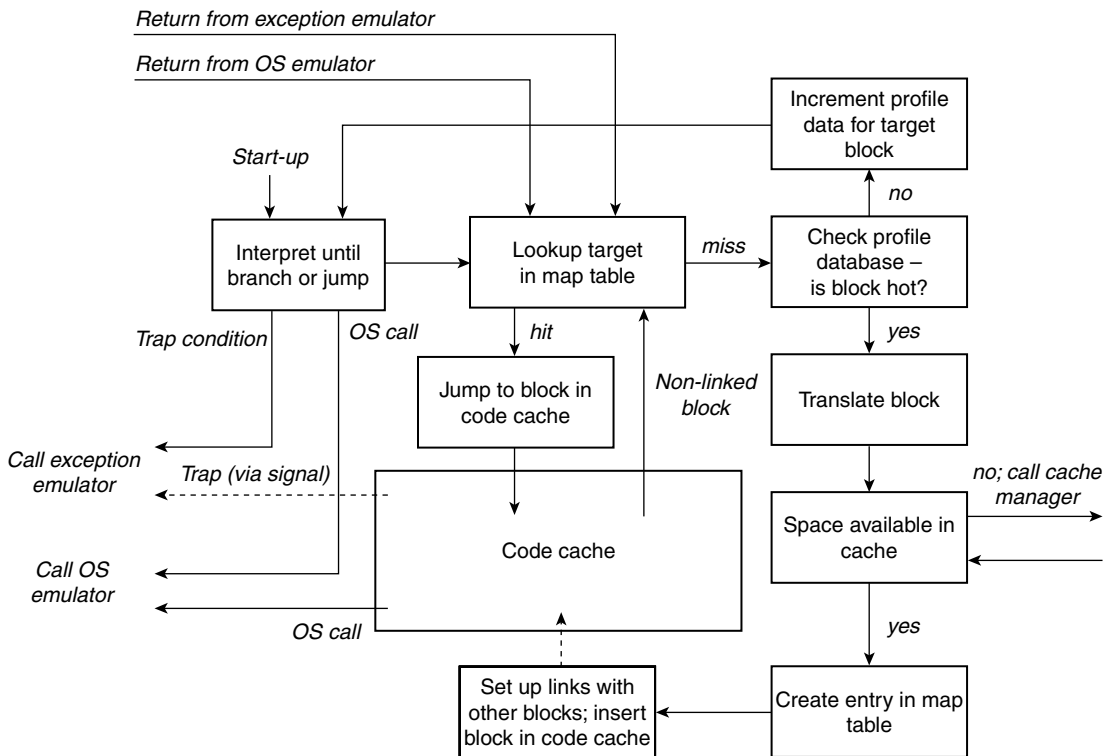 Return from exception emulator
Return from OS emulator
Increment profile
data for target
block
Start-up
no
Interpret until
branch or jump
Lookup target
in map table
miss
Check profile
database –
is block hot?
Trap condition
OS call
hit
yes
Jump to block in
code cache
Non-linked
block
Translate block
Call exception
emulator
Trap (via signal)
no; call cache
manager
Code cache
Space available in
cache
Call OS
emulator
OS call
yes
Set up links with
other blocks; insert
block in code cache
Create entry in map
table